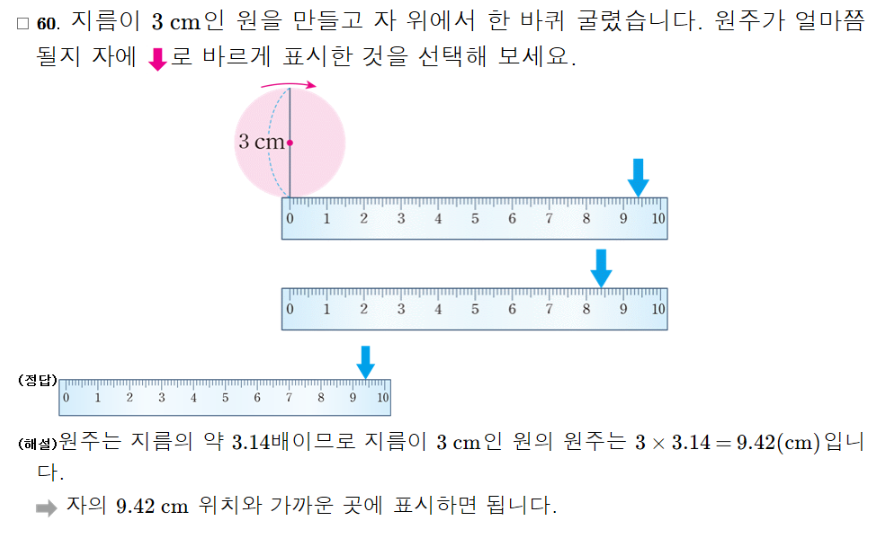 □ 60. 지름이 3 cm인 원을 만들고 자 위에서 한 바퀴 굴렸습니다. 원주가 얼마쯤
될지 자에 ⬇로 바르게 표시한 것을 선택해 보세요.
3 cm
0 1 2 3 4 5 6 7 8 9 10
0 1 2 3 4 5 6 7 8 9 10
(정답)
0 1 2 3 4 5 6 7 8 9 10
(해설)원주는 지름의 약 3.14배이므로 지름이 3 cm인 원의 원주는 3 × 3.14 = 9.42(cm)입니
다.
➡ 자의 9.42 cm 위치와 가까운 곳에 표시하면 됩니다.